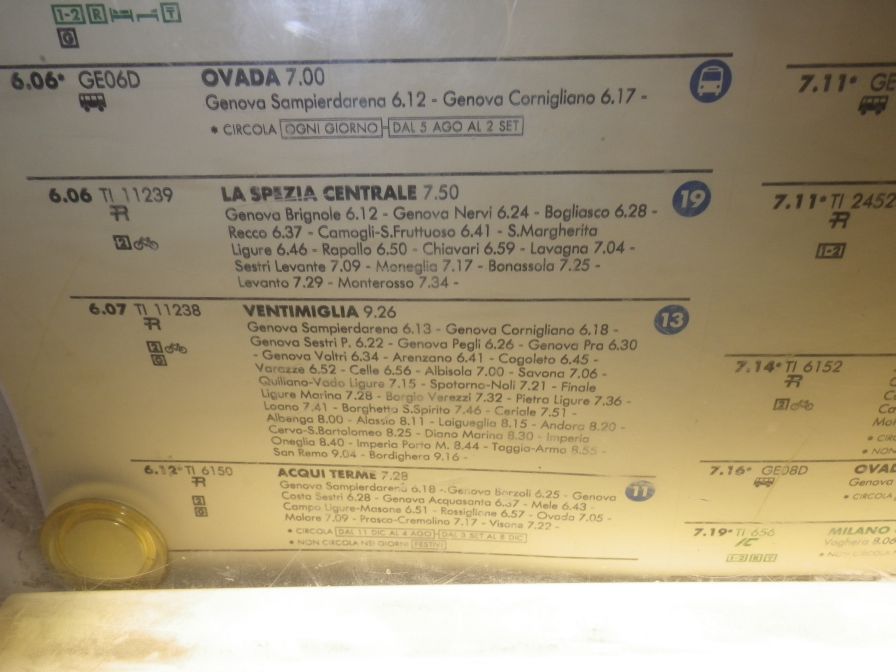 1-2 R T
6.06* GE06D OVADA 7.00
Genova Sampierdarena 6.12 - Genova Cornigliano 6.17 -
* CIRCOLA OGNI GIORNO - DAL 5 AGO AL 2 SET
6.06 TI 11239 LA SPEZIA CENTRALE 7.50 19
R
Genova Brignole 6.12 - Genova Nervi 6.24 - Bogliasco 6.28 -
Recco 6.37 - Camogli-S.Fruttuoso 6.41 - S.Margherita
2
Ligure 6.46 - Rapallo 6.50 - Chiavari 6.59 - Lavagna 7.04 -
Sestri Levante 7.09 - Moneglia 7.17 - Bonassola 7.25 -
Levanto 7.29 - Monterosso 7.34 -
6.07 TI 11238 VENTIMIGLIA 9.26 13
R
Genova Sampierdarena 6.13 - Genova Cornigliano 6.18 -
Genova Sestri P. 6.22 - Genova Pegli 6.26 - Genova Pra 6.30
2
- Genova Voltri 6.34 - Arenzano 6.41 - Cogoleto 6.45 -
Varazze 6.52 - Celle 6.56 - Albisola 7.00 - Savona 7.06 -
Quiliano-Vado Ligure 7.15 - Spotorno-Noli 7.21 - Finale
Ligure Marina 7.28 - Borgio Verezzi 7.32 - Pietra Ligure 7.36 -
Loano 7.41 - Borghetto S.Spirito 7.46 - Ceriale 7.51 -
Albenga 8.00 - Alassio 8.11 - Laigueglia 8.15 - Andora 8.20 -
Cervo-S.Bartolomeo 8.25 - Diano Marina 8.30 - Imperia
Oneglia 8.40 - Imperia Porto M. 8.44 - Taggia-Arma 8.55 -
San Remo 9.04 - Bordighera 9.16 -
6.12* TI 6150 ACQUI TERME 7.28 11
R
Genova Sampierdarena 6.18 - Genova Borzoli 6.25 - Genova
2
Costa Sestri 6.28 - Genova Acquasanta 6.37 - Mele 6.43 -
Campo Ligure-Masone 6.51 - Rossiglione 6.57 - Ovada 7.05 -
Molare 7.09 - Prasco-Cremolino 7.17 - Visone 7.22 -
* CIRCOLA DAL 11 DIC AL 4 AGO - DAL 3 SET AL 8 DIC
* NON CIRCOLA NEI GIORNI FESTIVI
7.11* GE
7.11* TI 2452
R
1-2
7.14* TI 6152
R
2
7.16* GE08D OVAD
Genova
* CIRCOLA
7.19* TI 656 MILANO
IC
Voghera 8.06
* NON CIRCOLA